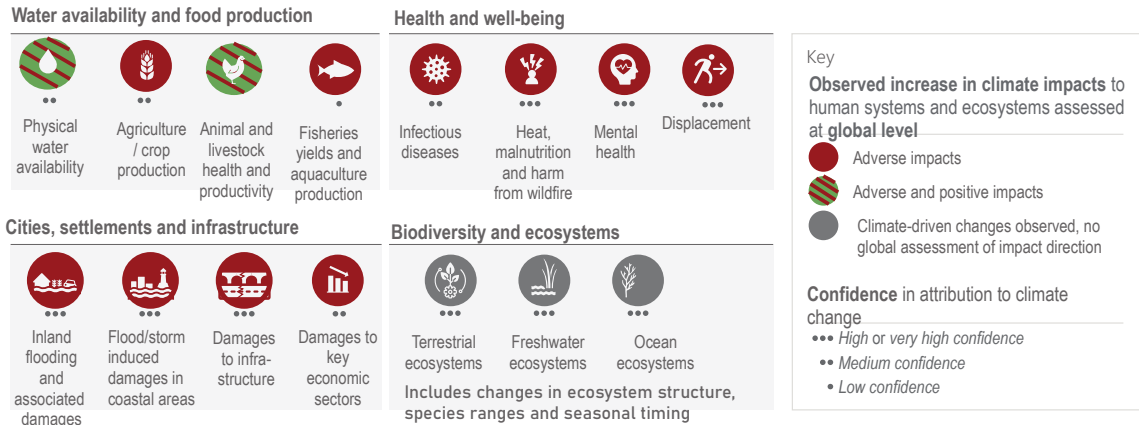 Water availability and food production
Physical
water
availability
Agriculture
/ crop
production
Animal and
livestock
health and
productivity
Fisheries
yields and
aquaculture
production
Health and well-being
Infectious
diseases
Heat,
malnutrition
and harm
from wildfire
Mental
health
Displacement
Cities, settlements and infrastructure
Inland
flooding
and
associated
damages
Flood/storm
induced
damages in
coastal areas
Damages
to infra-
structure
Damages to
key
economic
sectors
Biodiversity and ecosystems
Terrestrial
ecosystems
Freshwater
ecosystems
Ocean
ecosystems
Includes changes in ecosystem structure,
species ranges and seasonal timing
Key
Observed increase in climate impacts to
human systems and ecosystems assessed
at global level
Adverse impacts
Adverse and positive impacts
Climate-driven changes observed, no
global assessment of impact direction
Confidence in attribution to climate
change
••• High or very high confidence
•• Medium confidence
• Low confidence